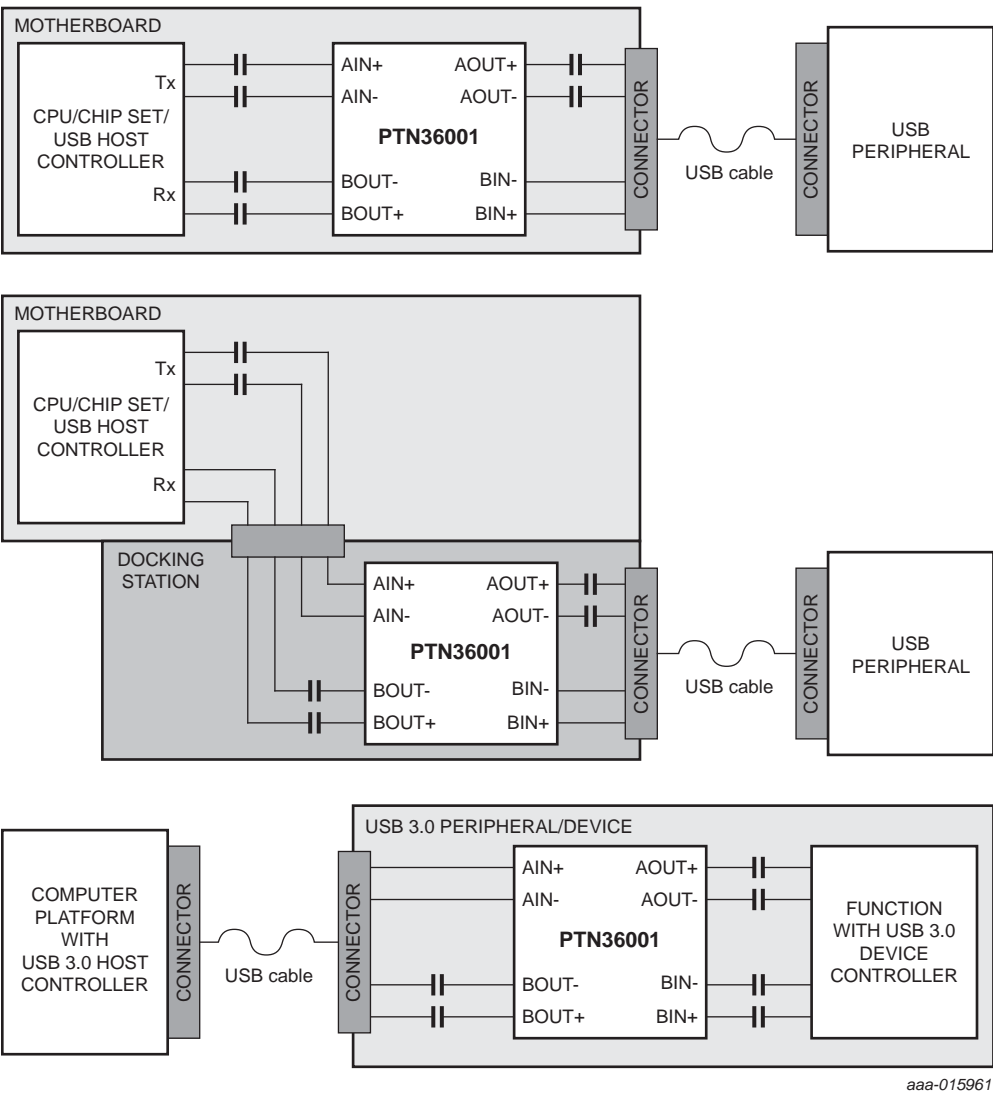 MOTHERBOARD
Tx
CPU/CHIP SET/
USB HOST
CONTROLLER
Rx
AIN+
AIN-
BOUT-
BOUT+
PTN36001
AOUT+
AOUT-
BIN-
BIN+
CONNECTOR
USB cable
CONNECTOR
USB
PERIPHERAL
MOTHERBOARD
Tx
CPU/CHIP SET/
USB HOST
CONTROLLER
Rx
DOCKING
STATION
AIN+
AIN-
BOUT-
BOUT+
PTN36001
AOUT+
AOUT-
BIN-
BIN+
CONNECTOR
USB cable
CONNECTOR
USB
PERIPHERAL
COMPUTER
PLATFORM
WITH
USB 3.0 HOST
CONTROLLER
CONNECTOR
USB cable
CONNECTOR
USB 3.0 PERIPHERAL/DEVICE
AIN+
AIN-
BOUT-
BOUT+
PTN36001
AOUT+
AOUT-
BIN-
BIN+
FUNCTION
WITH USB 3.0
DEVICE
CONTROLLER
aaa-015961